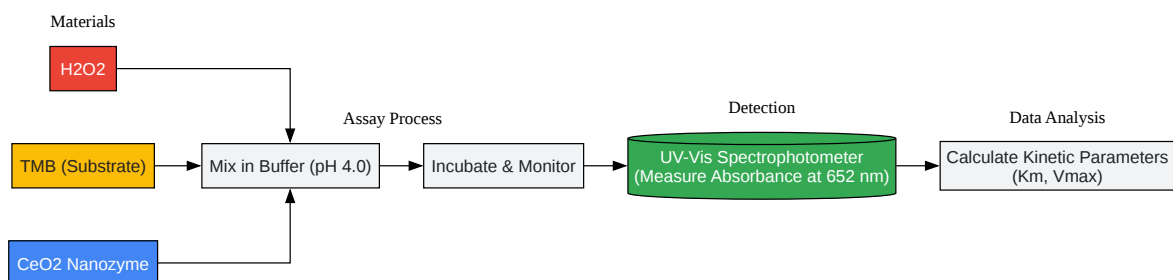 Materials
H2O2
Assay Process
Detection
Data Analysis
TMB (Substrate)
Mix in Buffer (pH 4.0)
Incubate & Monitor
UV-Vis Spectrophotometer
(Measure Absorbance at 652 nm)
Calculate Kinetic Parameters
(Km, Vmax)
CeO2 Nanozyme